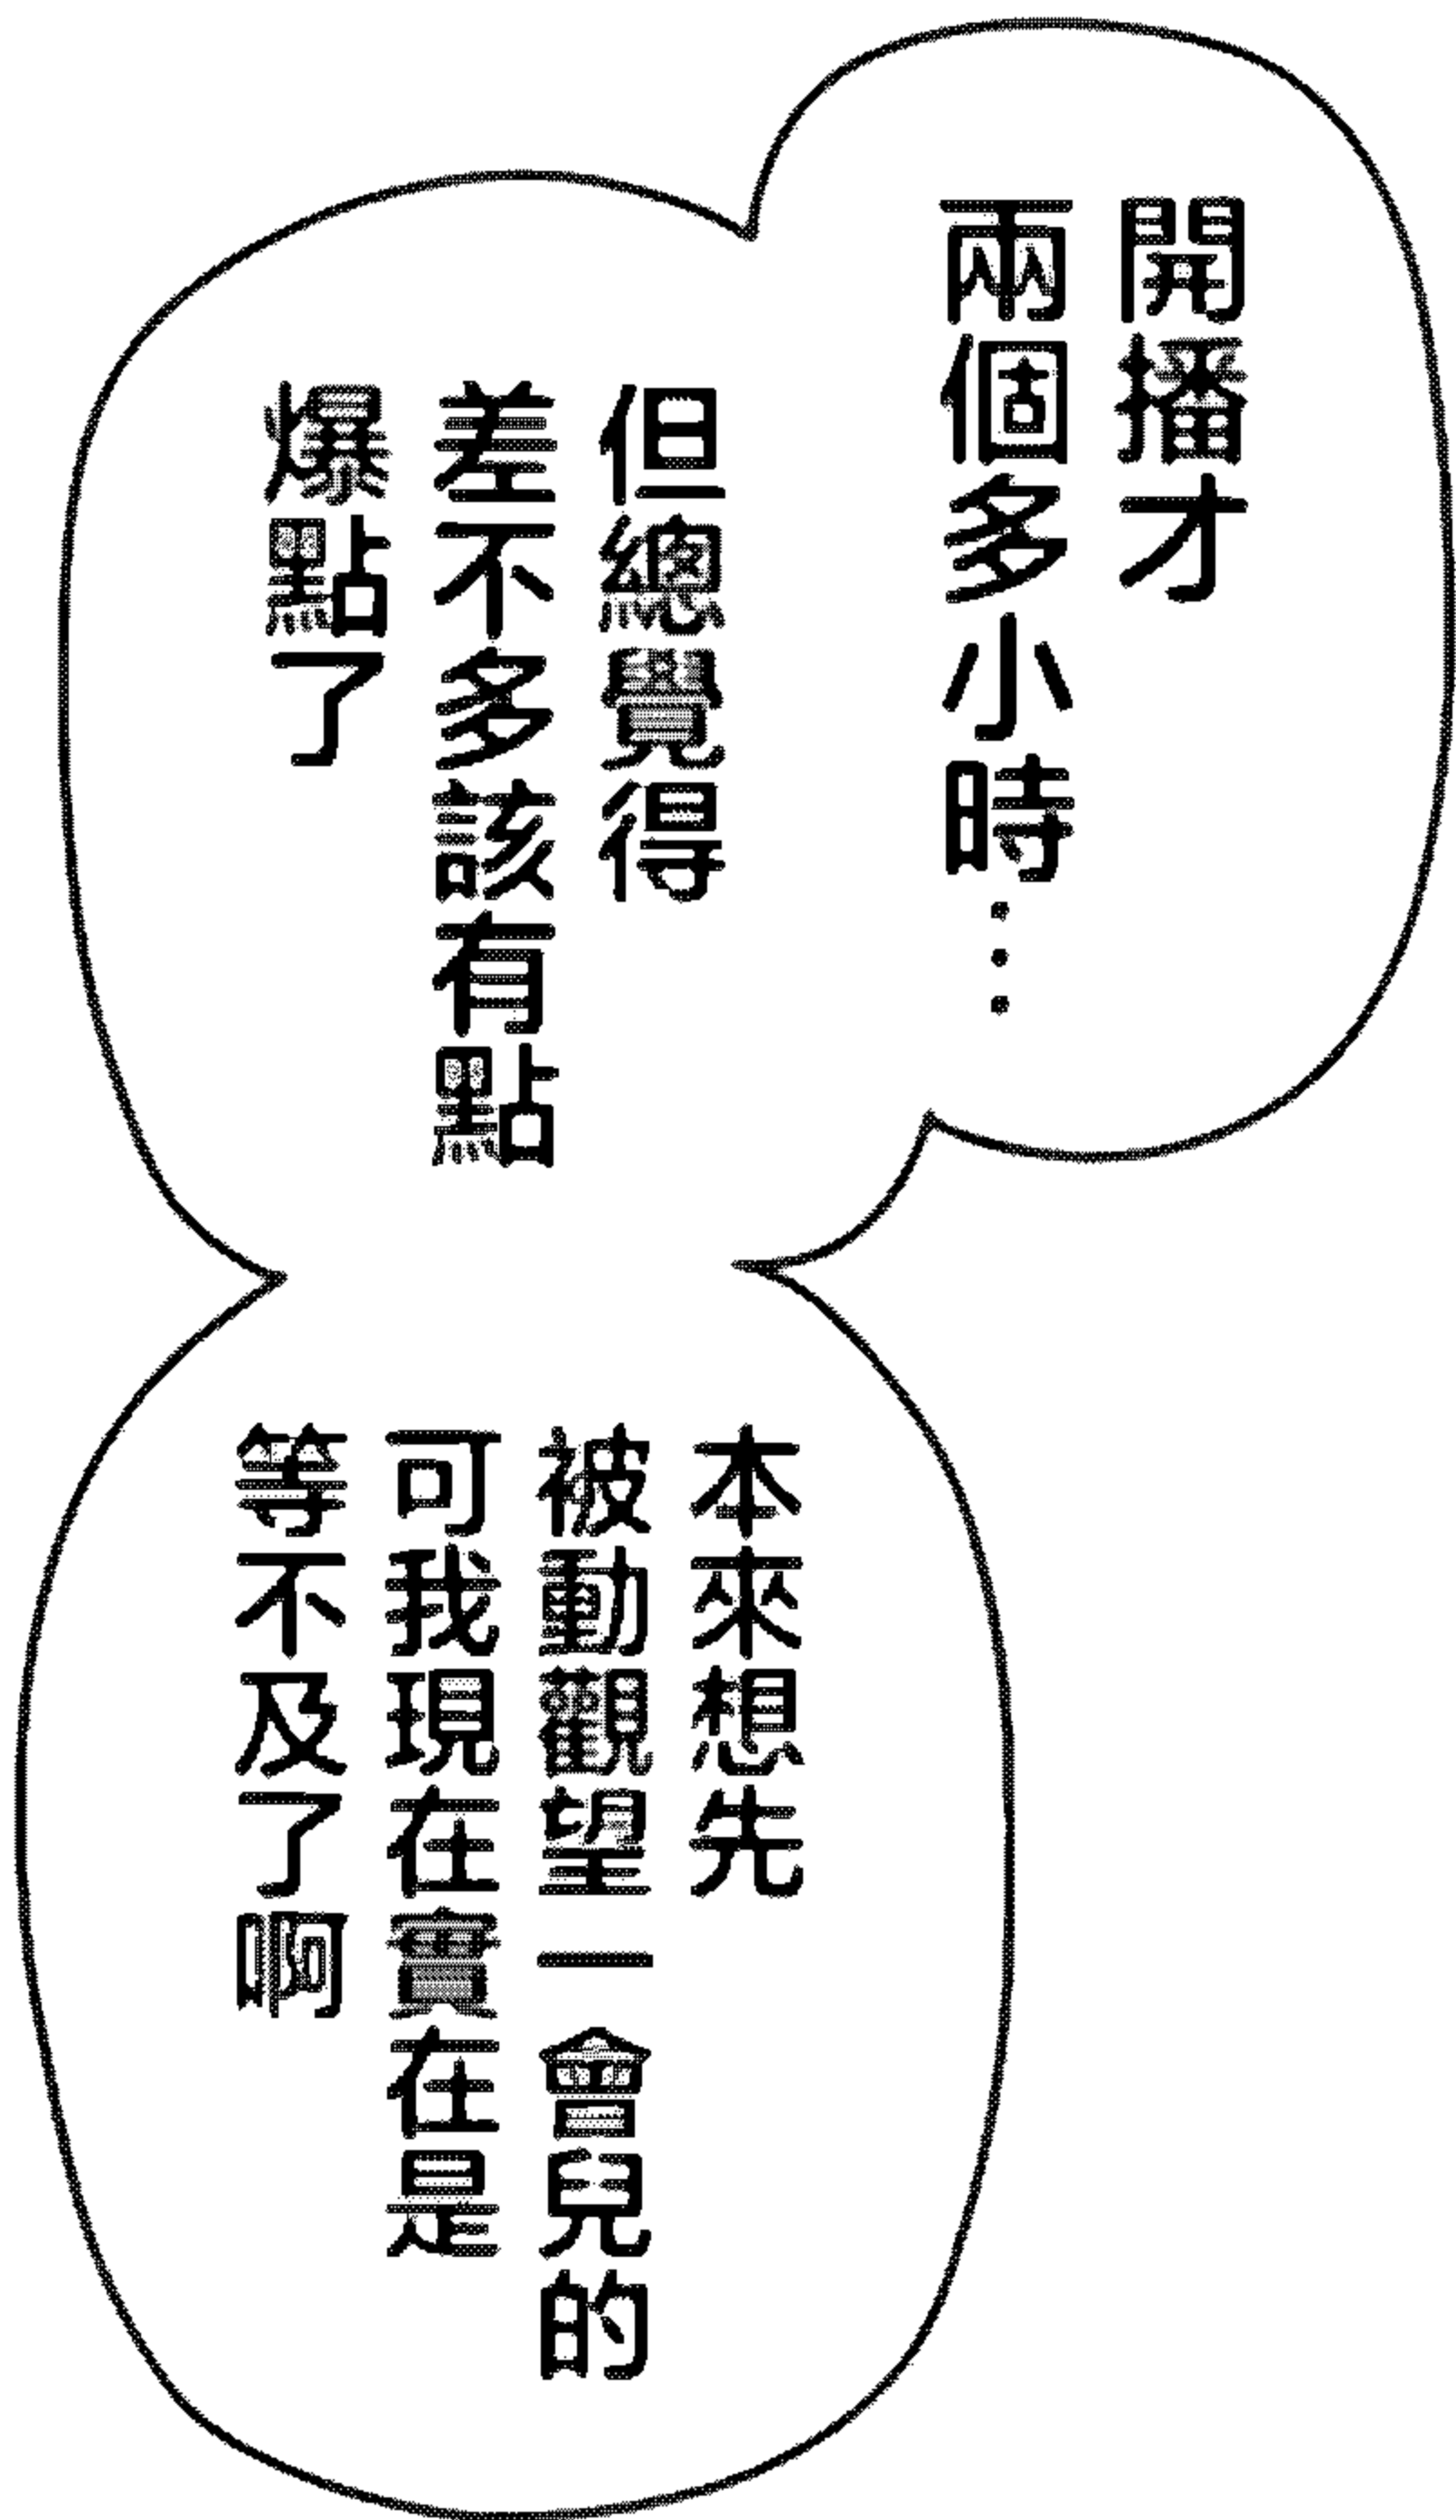 開播才
兩個多小時…
但總覺得
差不多該有點
爆點了
本來想先
被動觀望一會兒的
可我現在實在是
等不及了啊